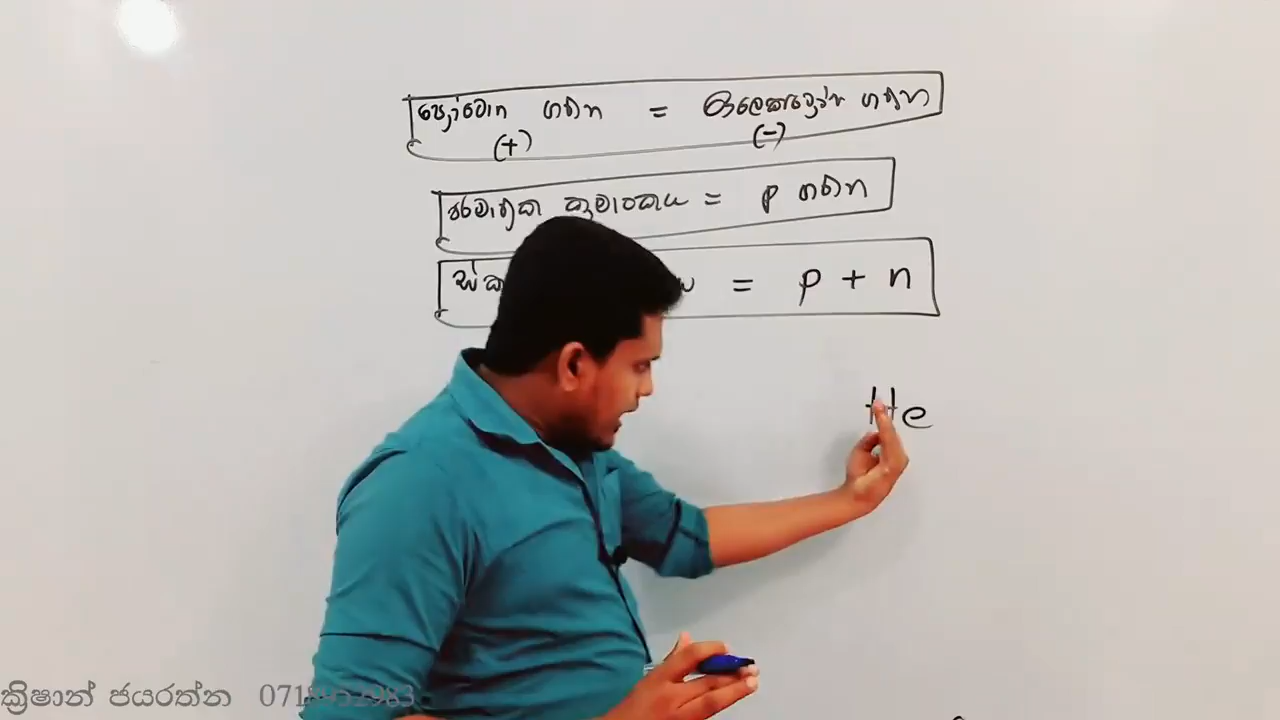 ප්‍රෝටෝන ගණන = ඉලෙක්ට්‍රෝන ගණන
(+) (-)
පරමාණුක ක්‍රමාංකය = p ගණන
ස්ක = p + n
He
ක්‍රිෂාන් ජයරත්න